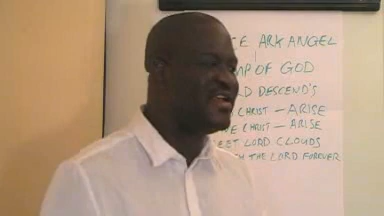 ARKANGEL
OF GOD
DESCEND'S
CHRIST - ARISE
CHRIST - ARISE
LORD CLOUDS
THE LORD FOREVER